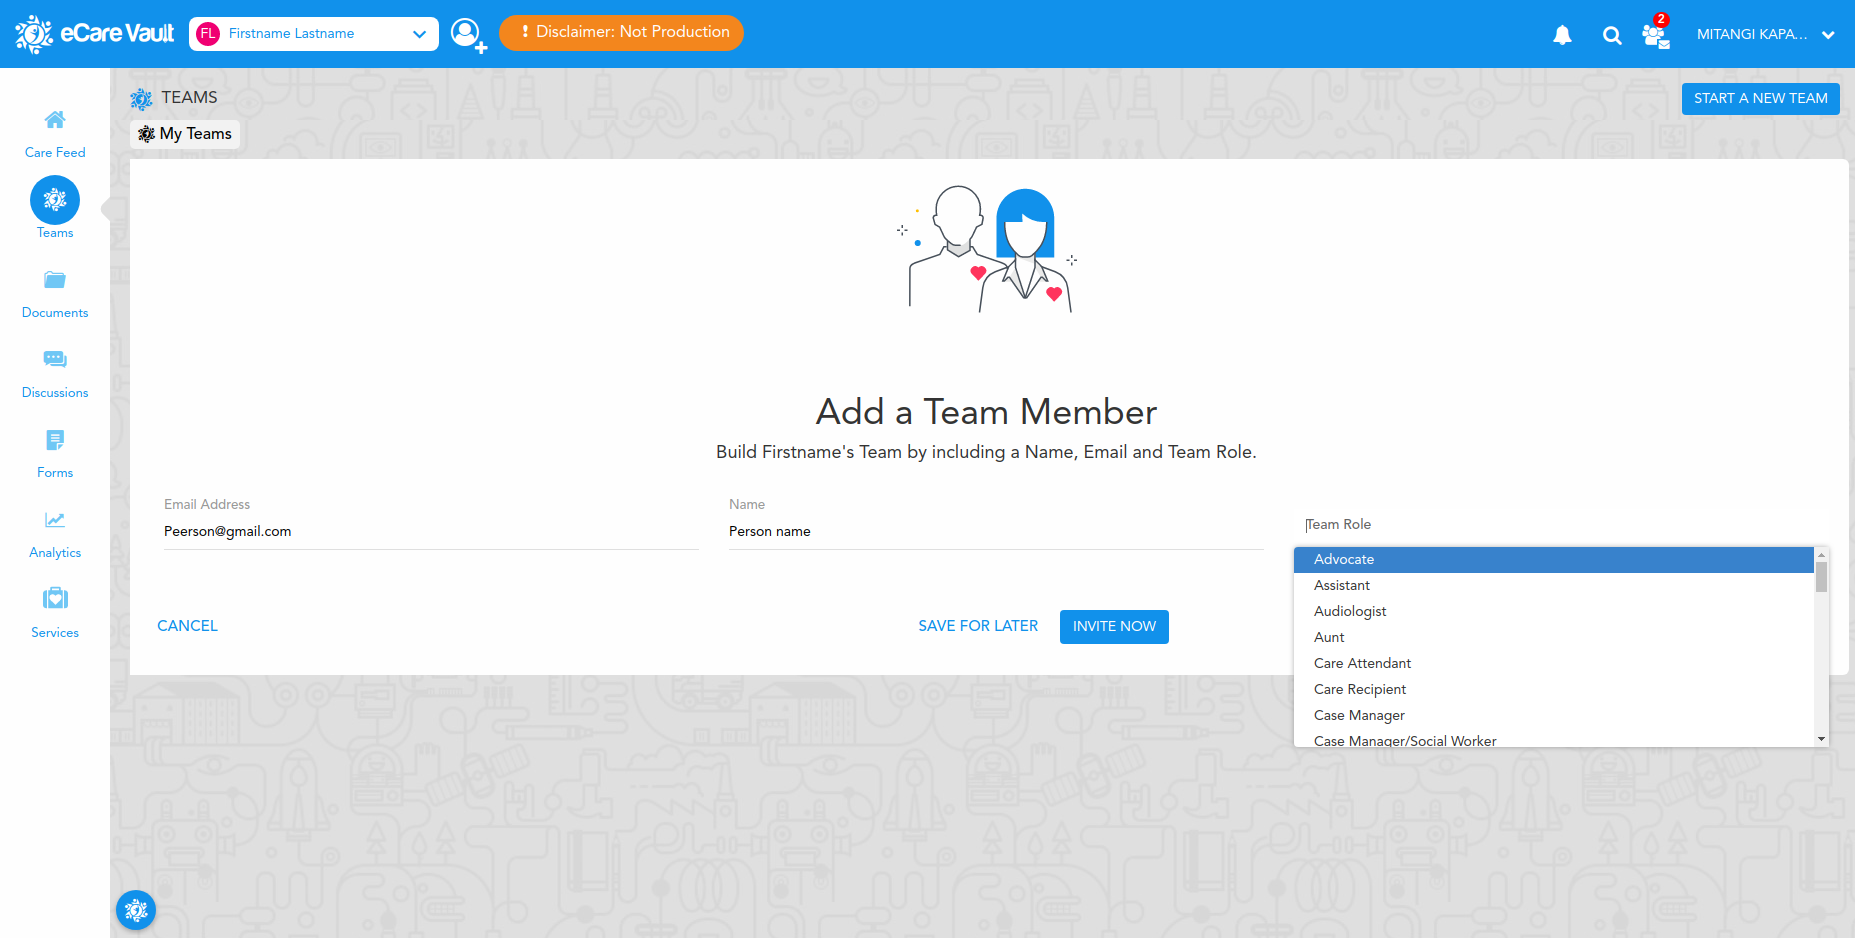 eCare Vault
FL Firstname Lastname
! Disclaimer: Not Production
2
MITANGI KAPA...
TEAMS
START A NEW TEAM
My Teams
Care Feed
Teams
Documents
Discussions
Forms
Analytics
Services
Add a Team Member
Build Firstname's Team by including a Name, Email and Team Role.
Email Address
Peerson@gmail.com
Name
Person name
Team Role
Advocate
Assistant
Audiologist
Aunt
Care Attendant
Care Recipient
Case Manager
Case Manager/Social Worker
CANCEL
SAVE FOR LATER
INVITE NOW